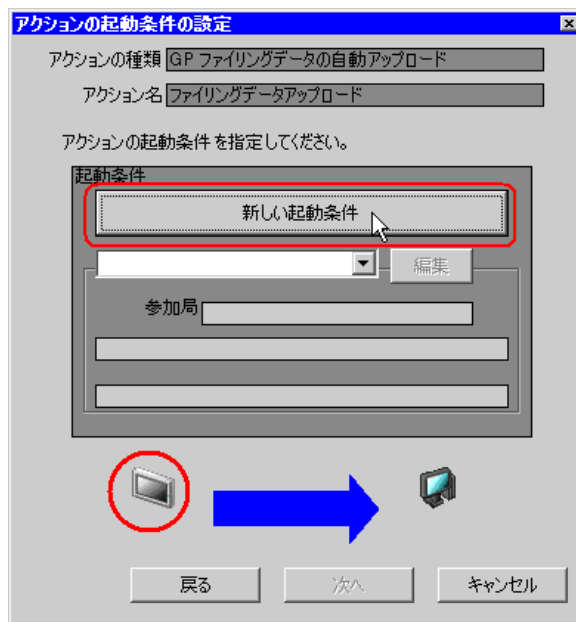 アクションの起動条件の設定
アクションの種類 GP ファイリングデータの自動アップロード
アクション名 ファイリングデータアップロード
アクションの起動条件を指定してください。
起動条件
新しい起動条件
編集
参加局
戻る 次へ キャンセル